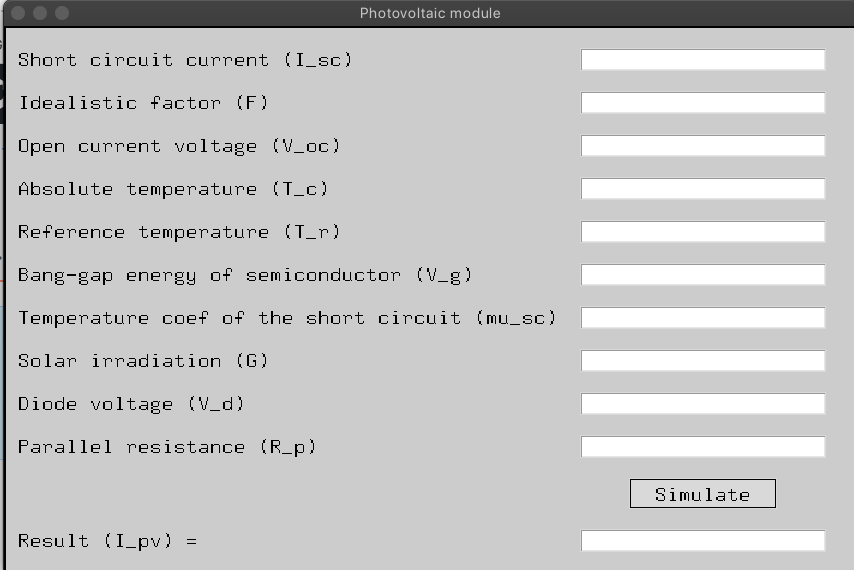 Photovoltaic module
Short circuit current (I_sc)
Idealistic factor (F)
Open current voltage (V_oc)
Absolute temperature (T_c)
Reference temperature (T_r)
Bang-gap energy of semiconductor (V_g)
Temperature coef of the short circuit (mu_sc)
Solar irradiation (G)
Diode voltage (V_d)
Parallel resistance (R_p)
Simulate
Result (I_pv) =